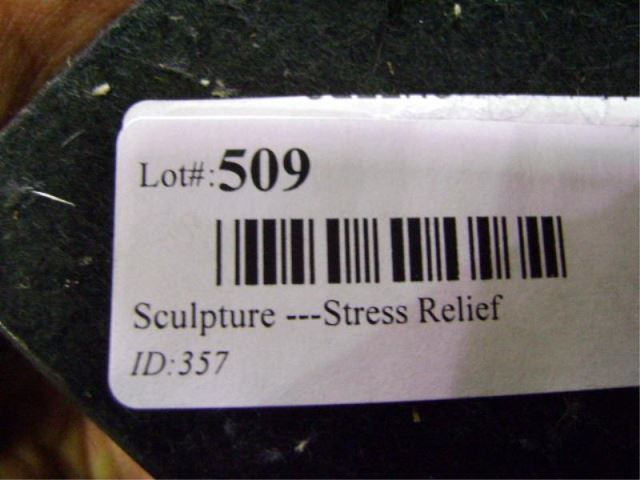 Lot#:509
Sculpture ---Stress Relief
ID:357